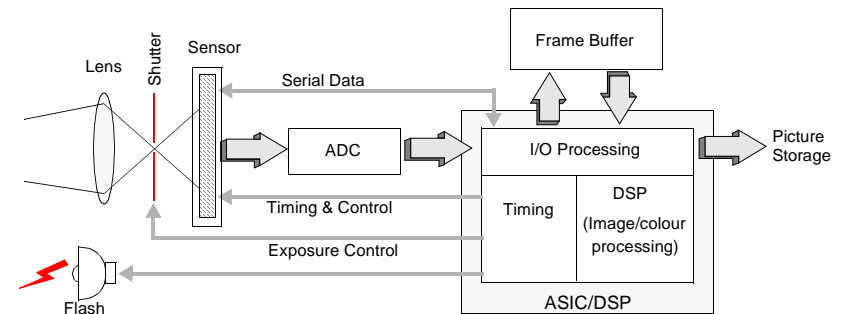 Frame Buffer
Sensor
Shutter
Lens
Serial Data
ADC
I/O Processing
Picture
Storage
Timing & Control
Timing
DSP
(Image/colour
processing)
Exposure Control
ASIC/DSP
Flash